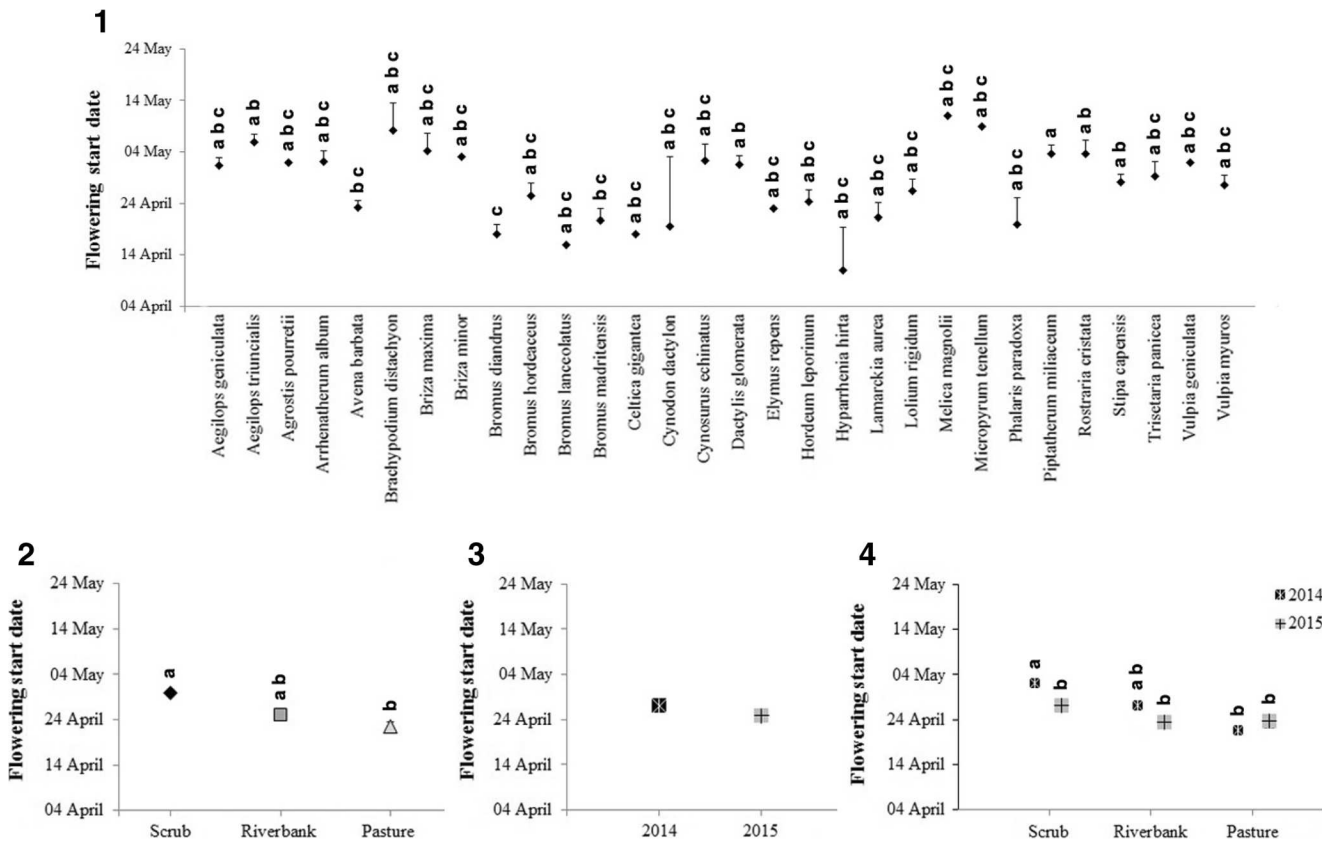 1
Flowering start date
24 May
14 May
04 May
24 April
14 April
04 April
a b c
a b
a b c
a b c
b c
a b c
a b c
a b c
c
a b c
a b c
b c
a b c
a b c
a b c
a b
a b c
a b c
a b c
a b c
a b c
a b c
a b c
a b c
a
a b
a b
a b c
a b c
a b c
Aegilops geniculata
Aegilops triuncialis
Agrostis pourretii
Arrhenatherum album
Avena barbata
Brachypodium distachyon
Briza maxima
Briza minor
Bromus diandrus
Bromus hordeaceus
Bromus lanceolatus
Bromus madritensis
Celtica gigantea
Cynodon dactylon
Cynosurus echinatus
Dactylis glomerata
Elymus repens
Hordeum leporinum
Hyparrhenia hirta
Lamarckia aurea
Lolium rigidum
Melica magnolii
Micropyrum tenellum
Phalaris paradoxa
Piptatherum miliaceum
Rostraria cristata
Stipa capensis
Trisetaria panicea
Vulpia geniculata
Vulpia myuros
2
Flowering start date
24 May
14 May
04 May
24 April
14 April
04 April
a
a b
b
Scrub
Riverbank
Pasture
3
Flowering start date
24 May
14 May
04 May
24 April
14 April
04 April
2014
2015
4
Flowering start date
24 May
14 May
04 May
24 April
14 April
04 April
2014
2015
a
b
a b
b
b
b
Scrub
Riverbank
Pasture